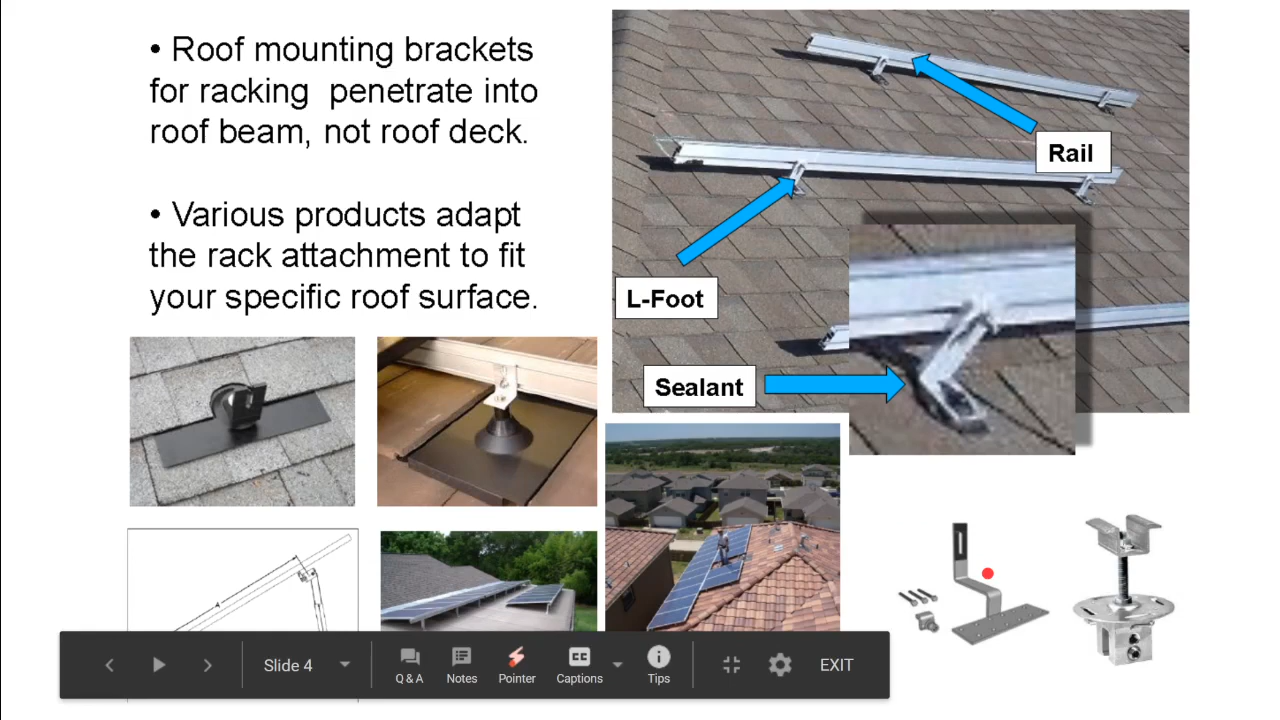 • Roof mounting brackets
for racking penetrate into
roof beam, not roof deck.
• Various products adapt
the rack attachment to fit
your specific roof surface.
Rail
L-Foot
Sealant
A
Slide 4
Q & A
Notes
Pointer
CC
Captions
Tips
EXIT